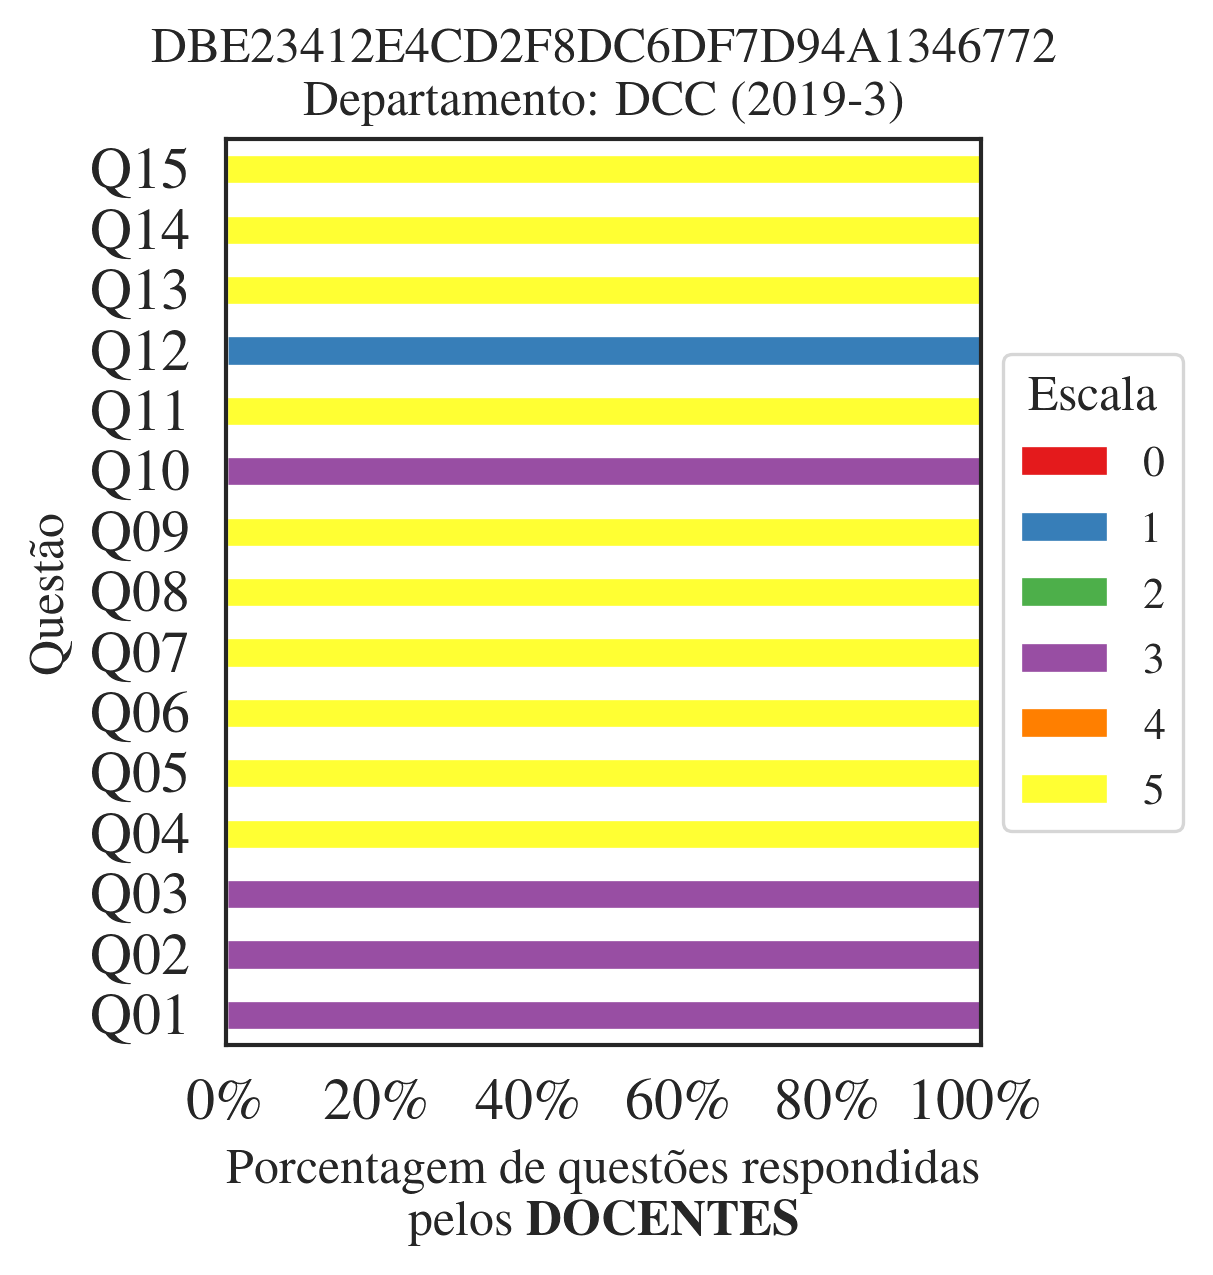 DBE23412E4CD2F8DC6DF7D94A1346772
Departamento: DCC (2019-3)
Q15
Q14
Q13
Q12
Q11
Q10
Q09
Q08
Q07
Q06
Q05
Q04
Q03
Q02
Q01
Questão
0% 20% 40% 60% 80% 100%
Porcentagem de questões respondidas
pelos DOCENTES
Escala
0
1
2
3
4
5